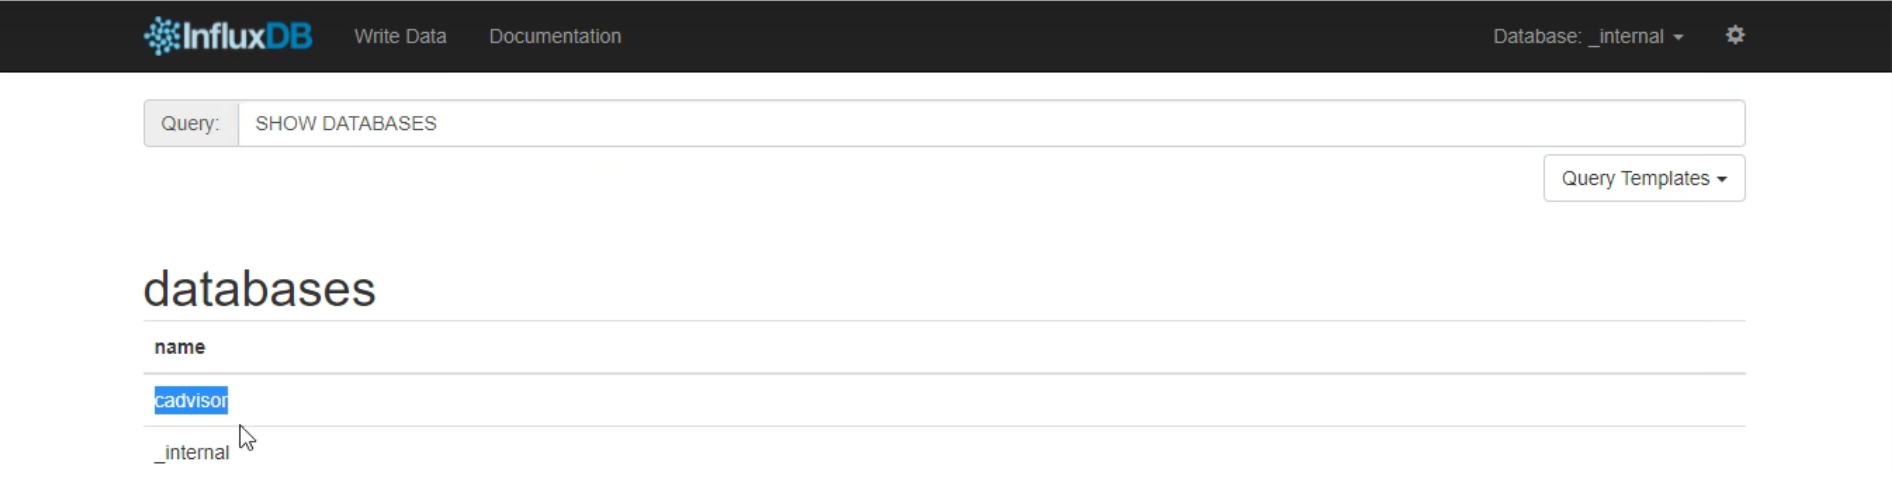 InfluxDB Write Data Documentation Database: _internal
Query: SHOW DATABASES
Query Templates
databases
name
cadvisor
_internal